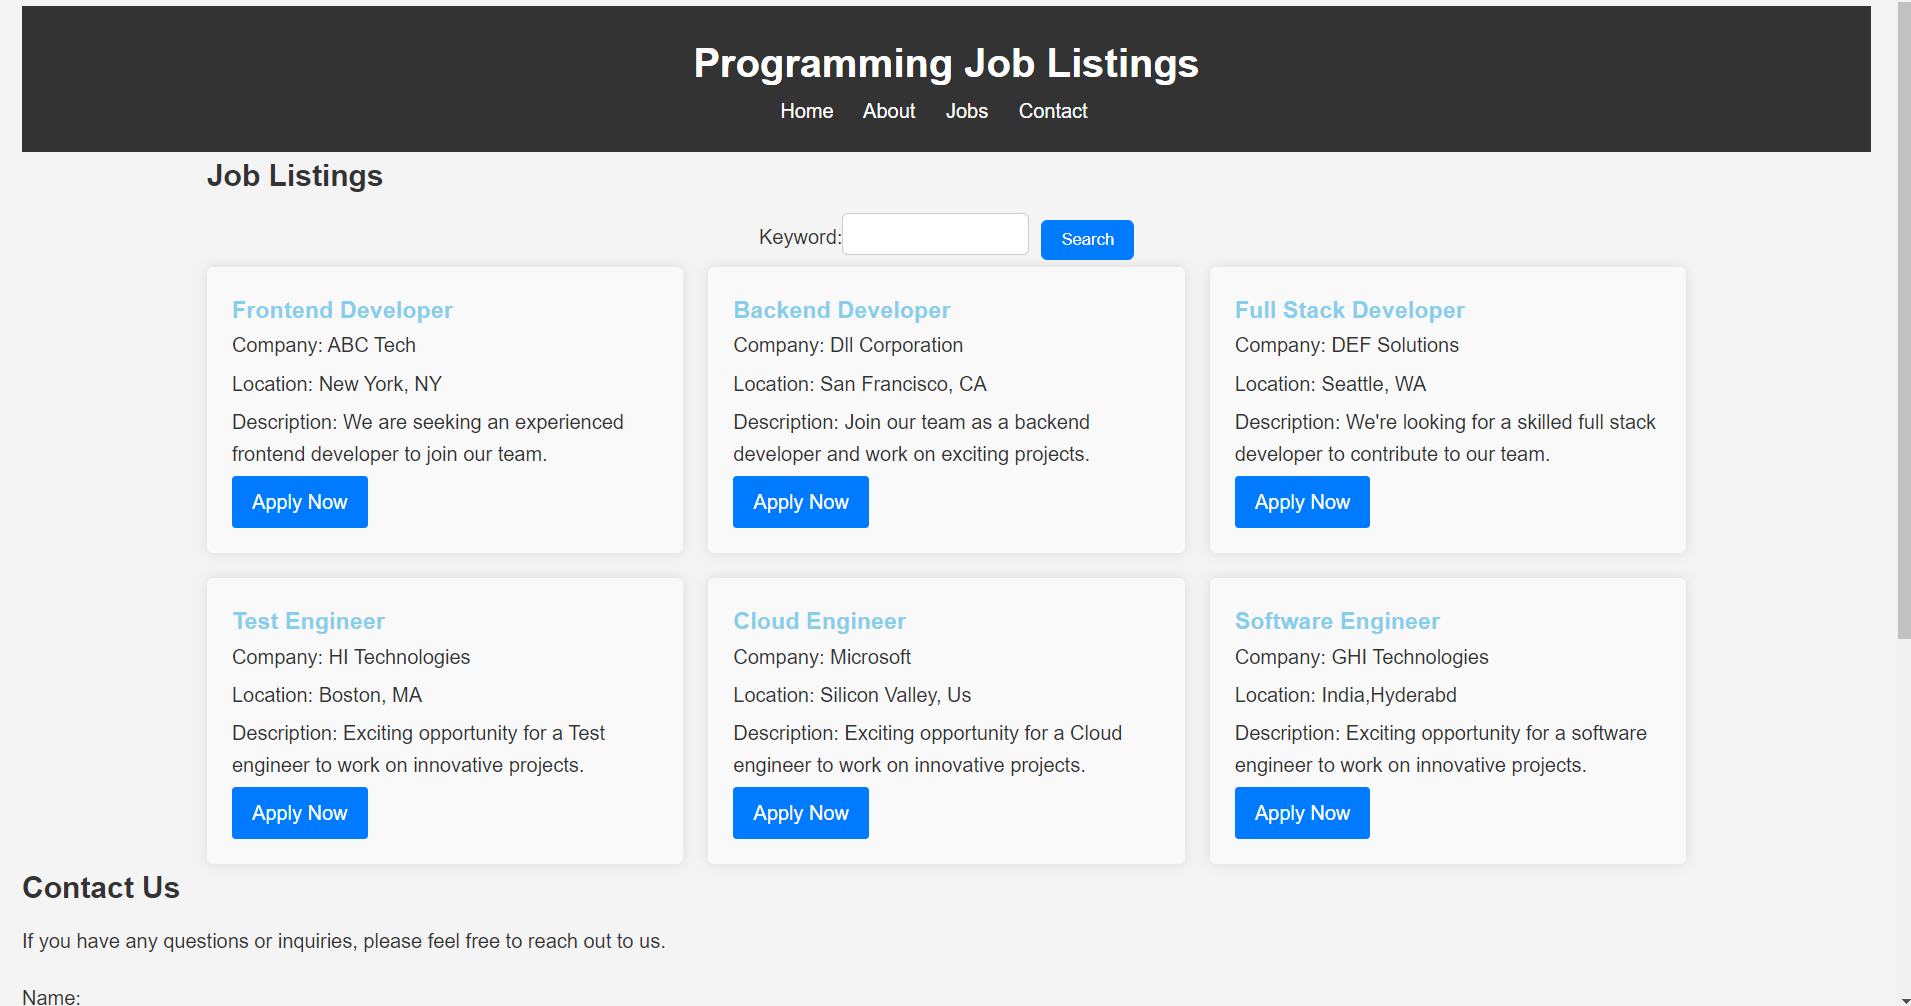 Programming Job Listings
Home About Jobs Contact
Job Listings
Keyword: Search
Frontend Developer
Company: ABC Tech
Location: New York, NY
Description: We are seeking an experienced
frontend developer to join our team.
Apply Now
Backend Developer
Company: Dll Corporation
Location: San Francisco, CA
Description: Join our team as a backend
developer and work on exciting projects.
Apply Now
Full Stack Developer
Company: DEF Solutions
Location: Seattle, WA
Description: We're looking for a skilled full stack
developer to contribute to our team.
Apply Now
Test Engineer
Company: HI Technologies
Location: Boston, MA
Description: Exciting opportunity for a Test
engineer to work on innovative projects.
Apply Now
Cloud Engineer
Company: Microsoft
Location: Silicon Valley, Us
Description: Exciting opportunity for a Cloud
engineer to work on innovative projects.
Apply Now
Software Engineer
Company: GHI Technologies
Location: India,Hyderabd
Description: Exciting opportunity for a software
engineer to work on innovative projects.
Apply Now
Contact Us
If you have any questions or inquiries, please feel free to reach out to us.
Name: